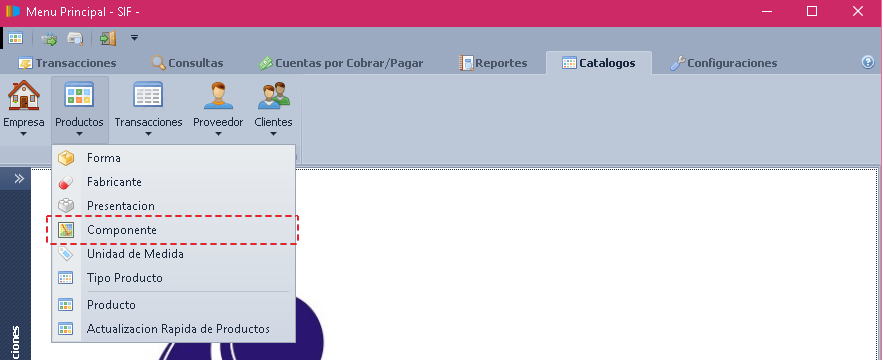 Menu Principal - SIF -
Transacciones Consultas Cuentas por Cobrar/Pagar Reportes Catalogos Configuraciones
Empresa Productos Transacciones Proveedor Clientes
Forma
Fabricante
Presentacion
Componente
Unidad de Medida
Tipo Producto
Producto
Actualizacion Rapida de Productos
ciones